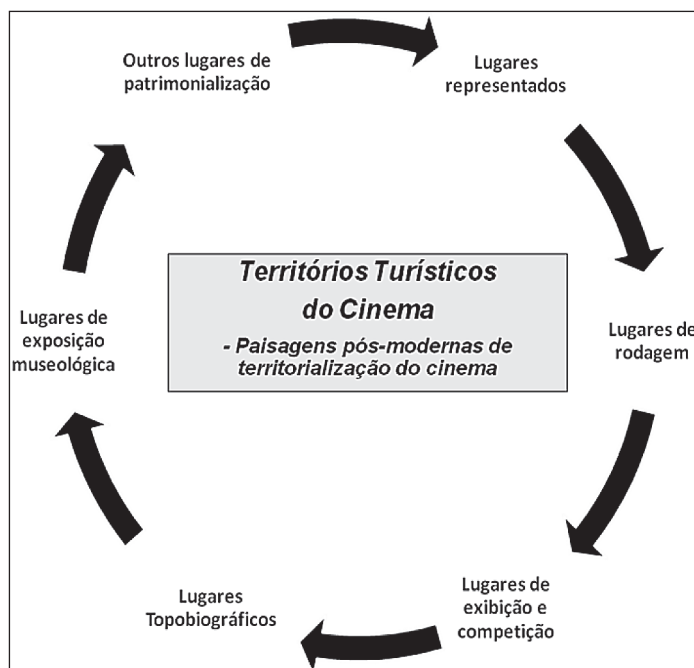 Outros lugares de
patrimonialização
Lugares
representados
Territórios Turísticos
do Cinema
- Paisagens pós-modernas de
territorialização do cinema
Lugares de
rodagem
Lugares de
exibição e
competição
Lugares
Topobiográficos
Lugares de
exposição
museológica